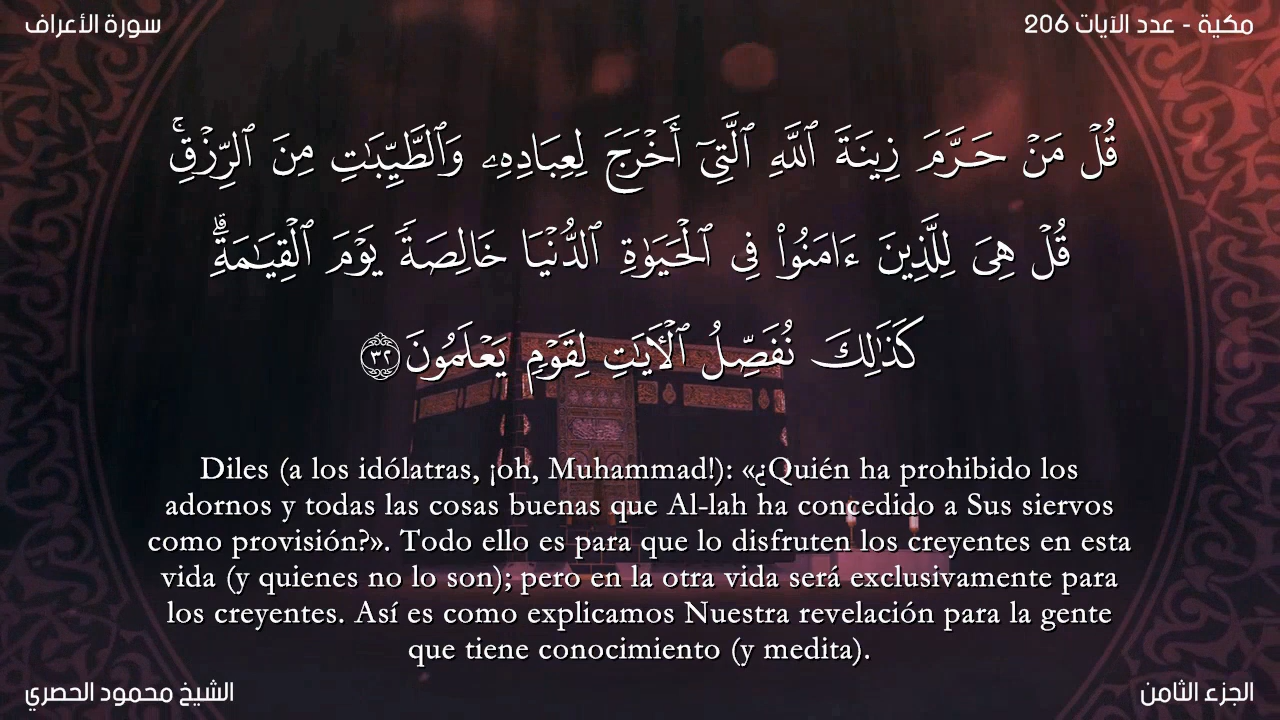 سورة الأعراف
مكية - عدد الآيات 206
قُلۡ مَنۡ حَرَّمَ زِينَةَ ٱللَّهِ ٱلَّتِيٓ أَخۡرَجَ لِعِبَادِهِۦ وَٱلطَّيِّبَٰتِ مِنَ ٱلرِّزۡقِۚ
قُلۡ هِيَ لِلَّذِينَ ءَامَنُواْ فِي ٱلۡحَيَوٰةِ ٱلدُّنۡيَا خَالِصَةٗ يَوۡمَ ٱلۡقِيَٰمَةِۗ
كَذَٰلِكَ نُفَصِّلُ ٱلۡأٓيَٰتِ لِقَوۡمٖ يَعۡلَمُونَ ٣٢
Diles (a los idólatras, ¡oh, Muhammad!): «¿Quién ha prohibido los
adornos y todas las cosas buenas que Al-lah ha concedido a Sus siervos
como provisión?». Todo ello es para que lo disfruten los creyentes en esta
vida (y quienes no lo son); pero en la otra vida será exclusivamente para
los creyentes. Así es como explicamos Nuestra revelación para la gente
que tiene conocimiento (y medita).
الشيخ محمود الحصري
الجزء الثامن